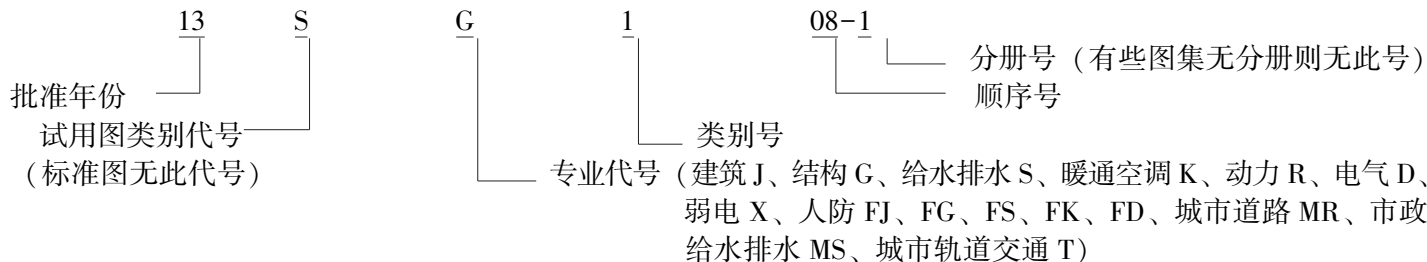 13 S G 1 08-1
分册号（有些图集无分册则无此号）
批准年份
顺序号
试用图类别代号
类别号
（标准图无此代号）
专业代号（建筑 J、结构 G、给水排水 S、暖通空调 K、动力 R、电气 D、
弱电 X、人防 FJ、FG、FS、FK、FD、城市道路 MR、市政
给水排水 MS、城市轨道交通 T）